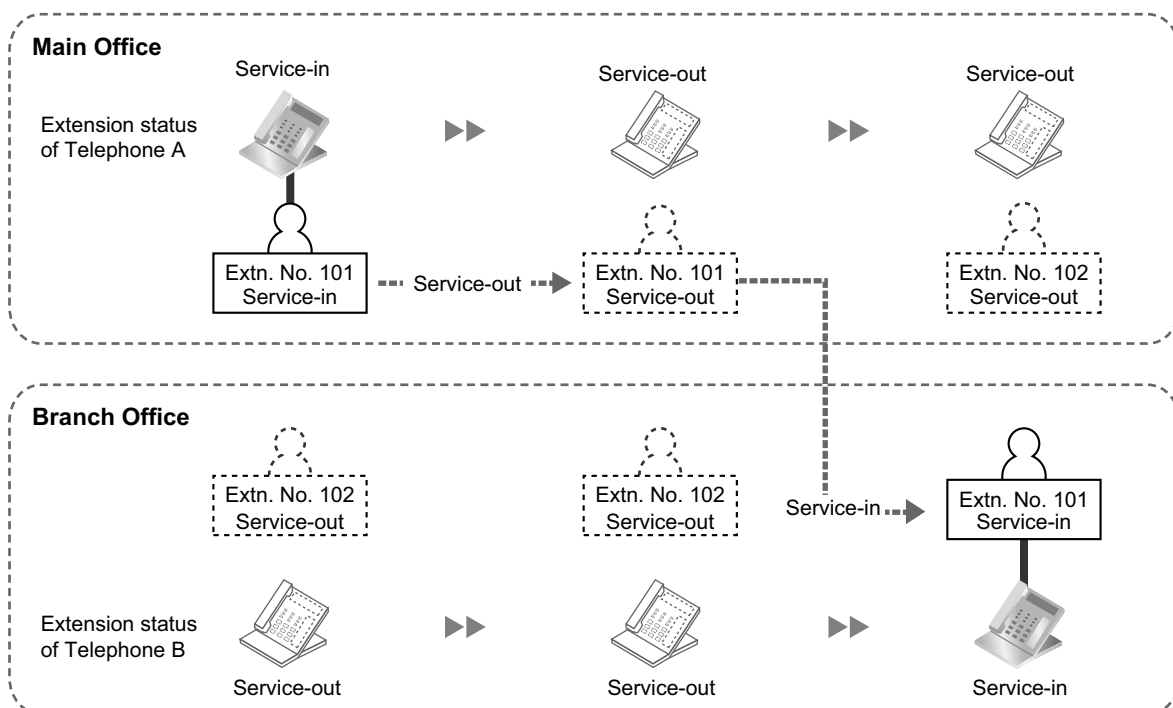 Main Office
Service-in
Service-out
Service-out
Extension status
of Telephone A
Extn. No. 101
Service-in
Service-out
Extn. No. 101
Service-out
Extn. No. 102
Service-out
Branch Office
Extn. No. 102
Service-out
Extn. No. 102
Service-out
Service-in
Extn. No. 101
Service-in
Extension status
of Telephone B
Service-out
Service-out
Service-in